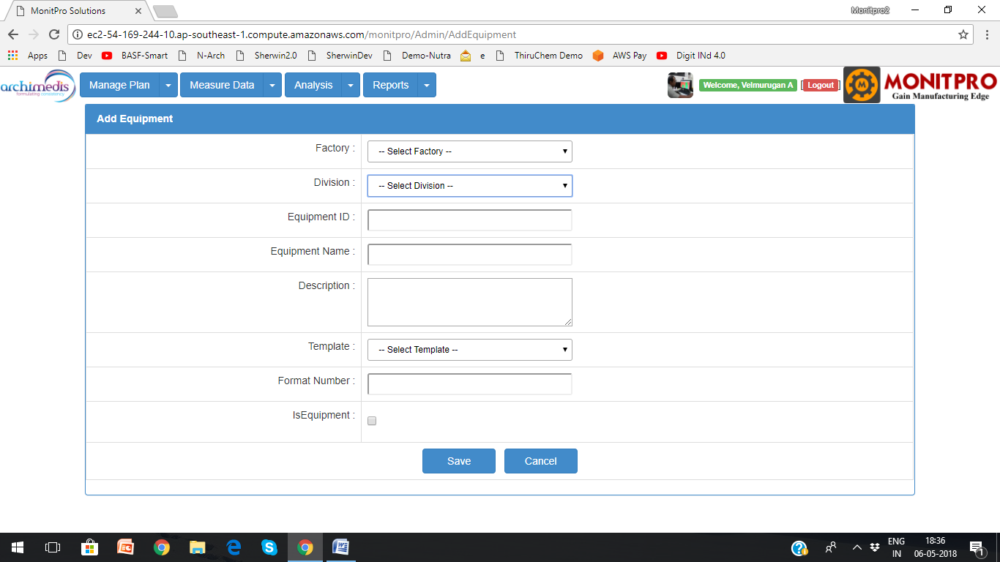 MonitPro Solutions
Monitpro2
ec2-54-169-244-10.ap-southeast-1.compute.amazonaws.com/monitpro/Admin/AddEquipment
Apps Dev BASF-Smart N-Arch Sherwin2.0 SherwinDev Demo-Nutra e ThiruChem Demo AWS Pay Digit INd 4.0
archimedis
formulating consistency
Manage Plan Measure Data Analysis Reports
Welcome, Velmurugan A [ Logout ]
MONITPRO
Gain Manufacturing Edge
Add Equipment
Factory : -- Select Factory --
Division : -- Select Division --
Equipment ID :
Equipment Name :
Description :
Template : -- Select Template --
Format Number :
IsEquipment :
Save Cancel
ENG
IN
18:36
06-05-2018
1